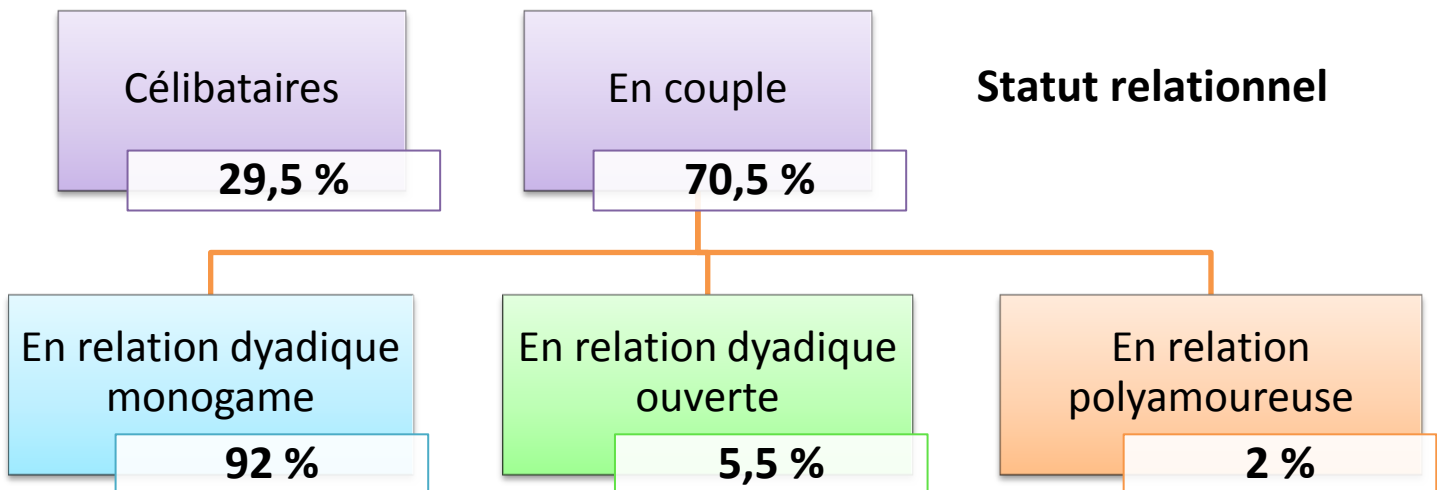 Célibataires
29,5 %
En couple
70,5 %
Statut relationnel
En relation dyadique
monogame
92 %
En relation dyadique
ouverte
5,5 %
En relation
polyamoureuse
2 %